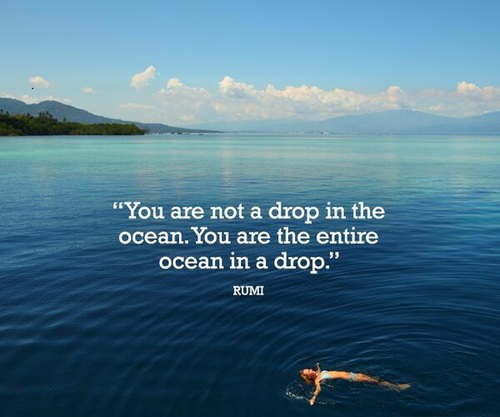 “You are not a drop in the
ocean. You are the entire
ocean in a drop.”
RUMI